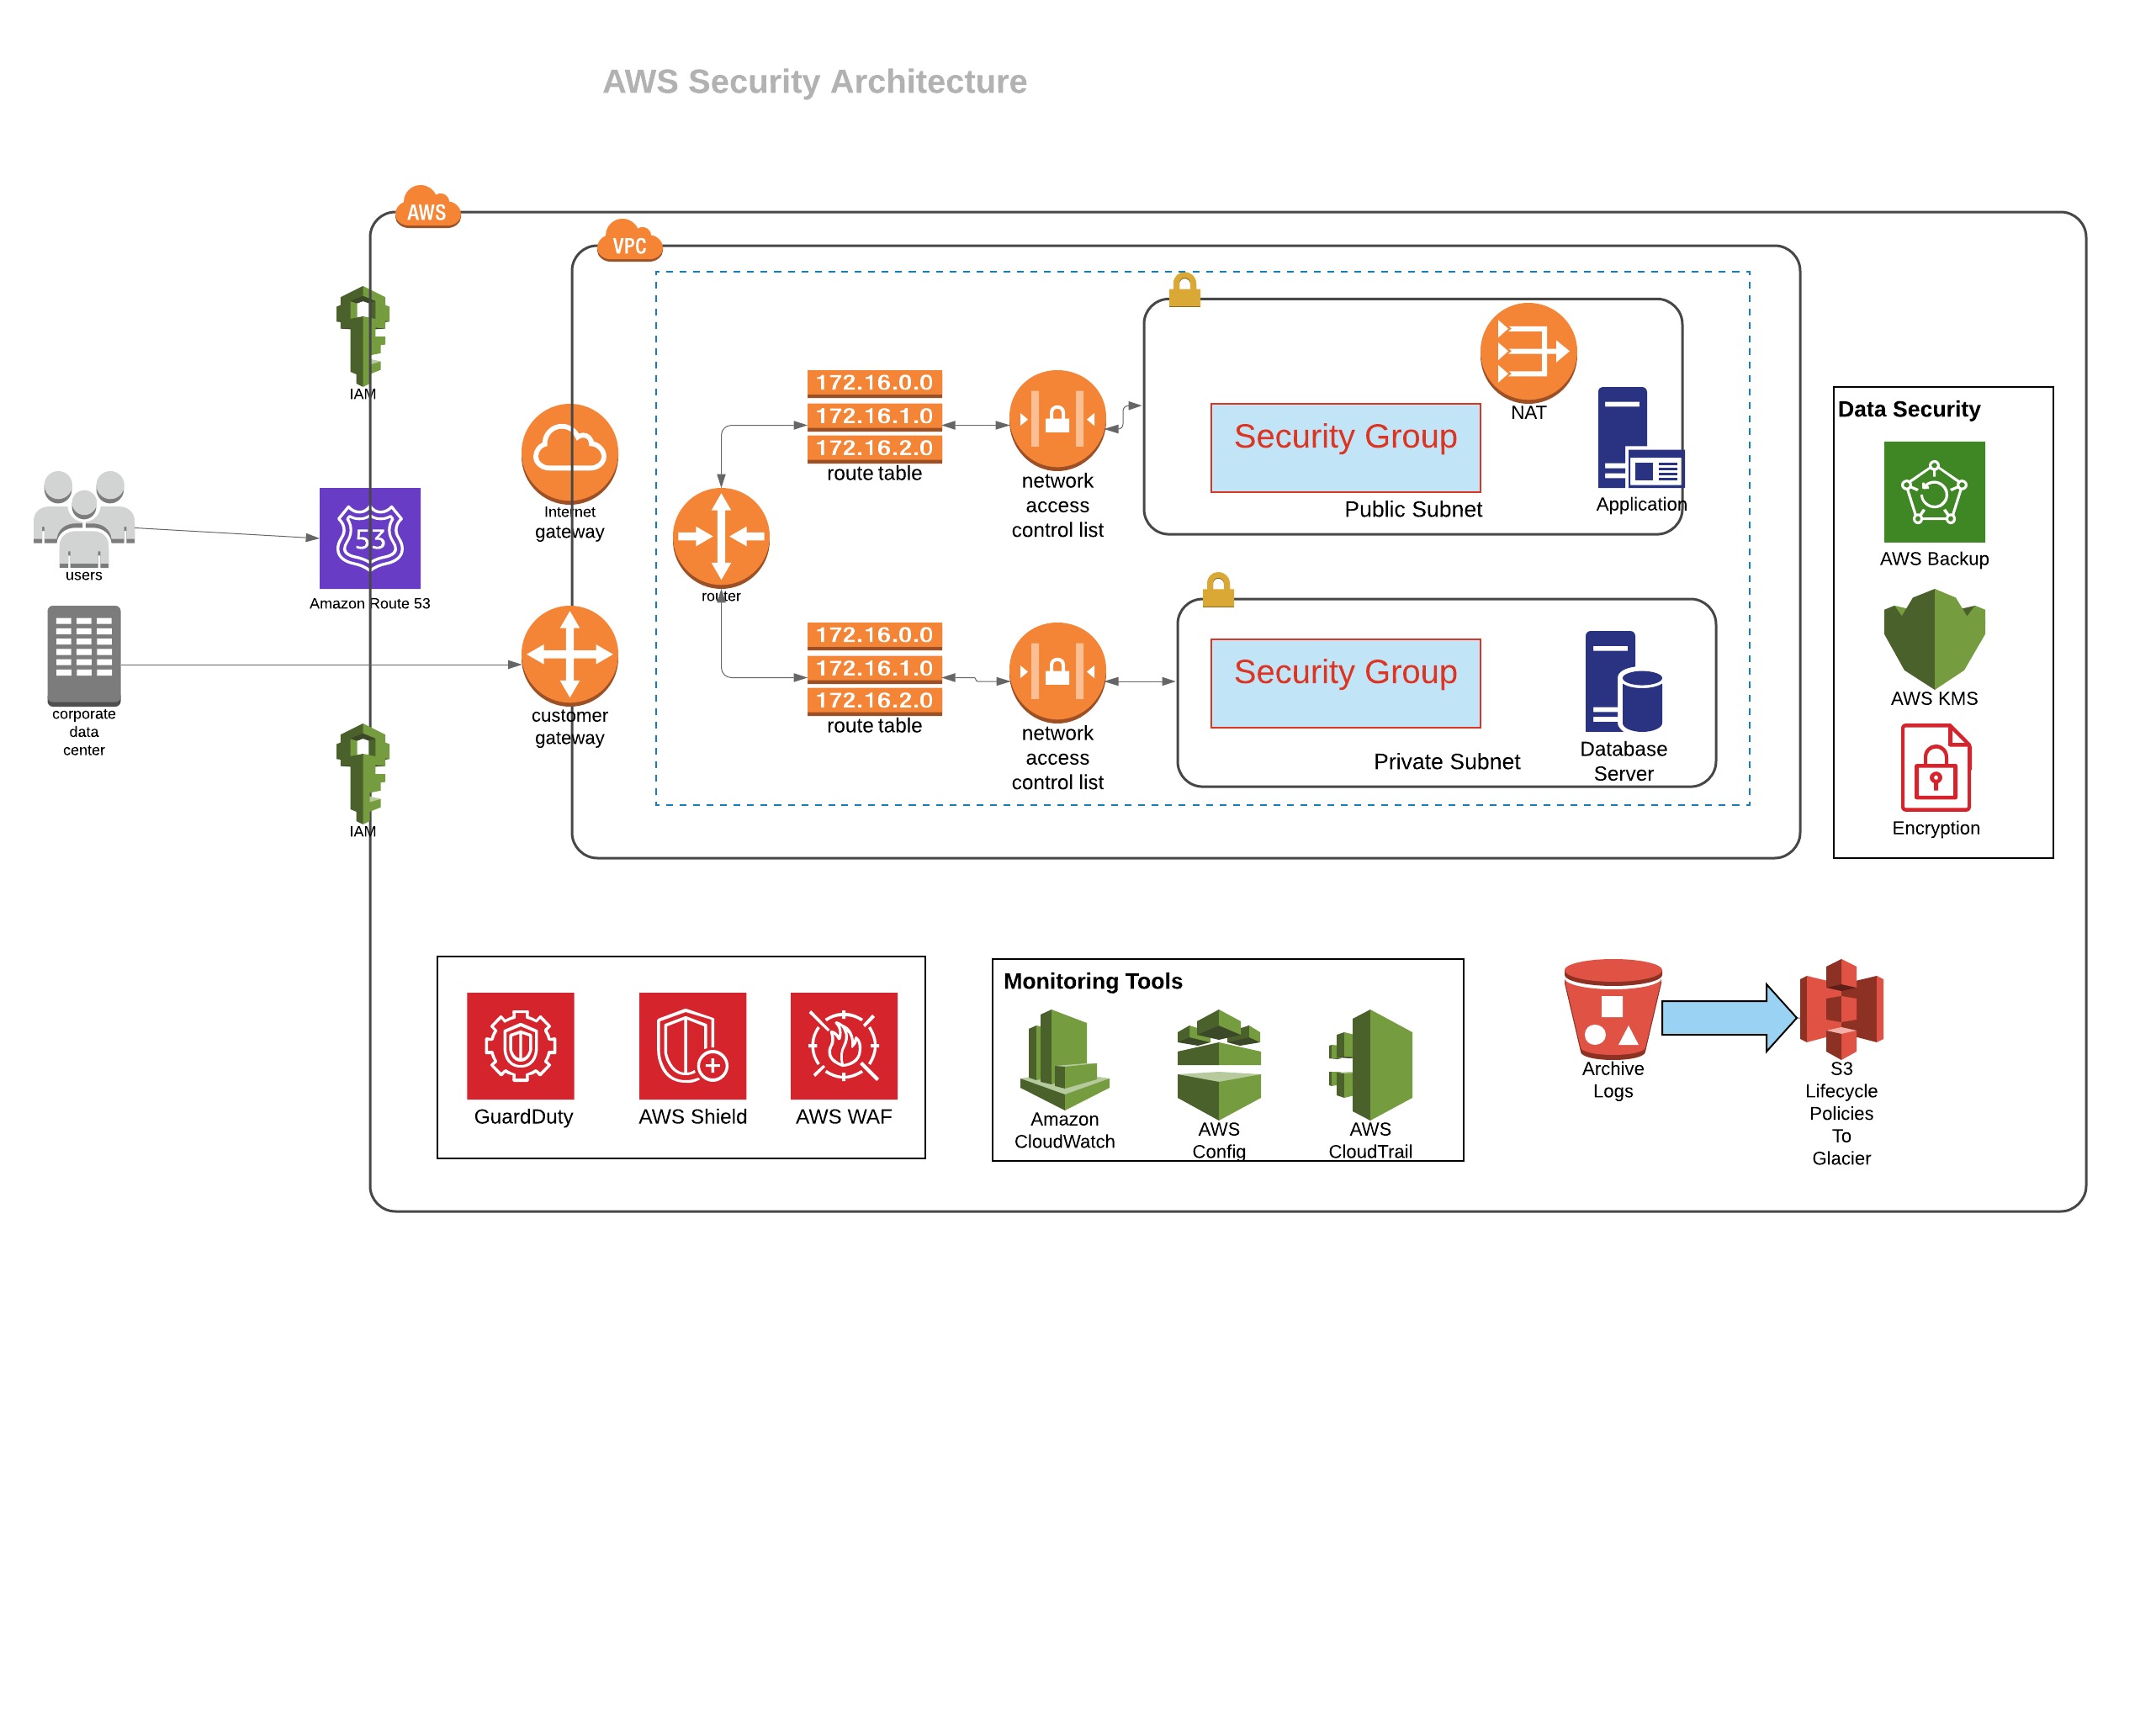 AWS Security Architecture
AWS
VPC
IAM
Internet
gateway
users
53
Amazon Route 53
corporate
data
center
customer
gateway
IAM
router
172.16.0.0
172.16.1.0
172.16.2.0
route table
network
access
control list
Security Group
Public Subnet
NAT
Application
172.16.0.0
172.16.1.0
172.16.2.0
route table
network
access
control list
Security Group
Private Subnet
Database
Server
Data Security
AWS Backup
AWS KMS
Encryption
GuardDuty
AWS Shield
AWS WAF
Monitoring Tools
Amazon
CloudWatch
AWS
Config
AWS
CloudTrail
Archive
Logs
S3
Lifecycle
Policies
To
Glacier